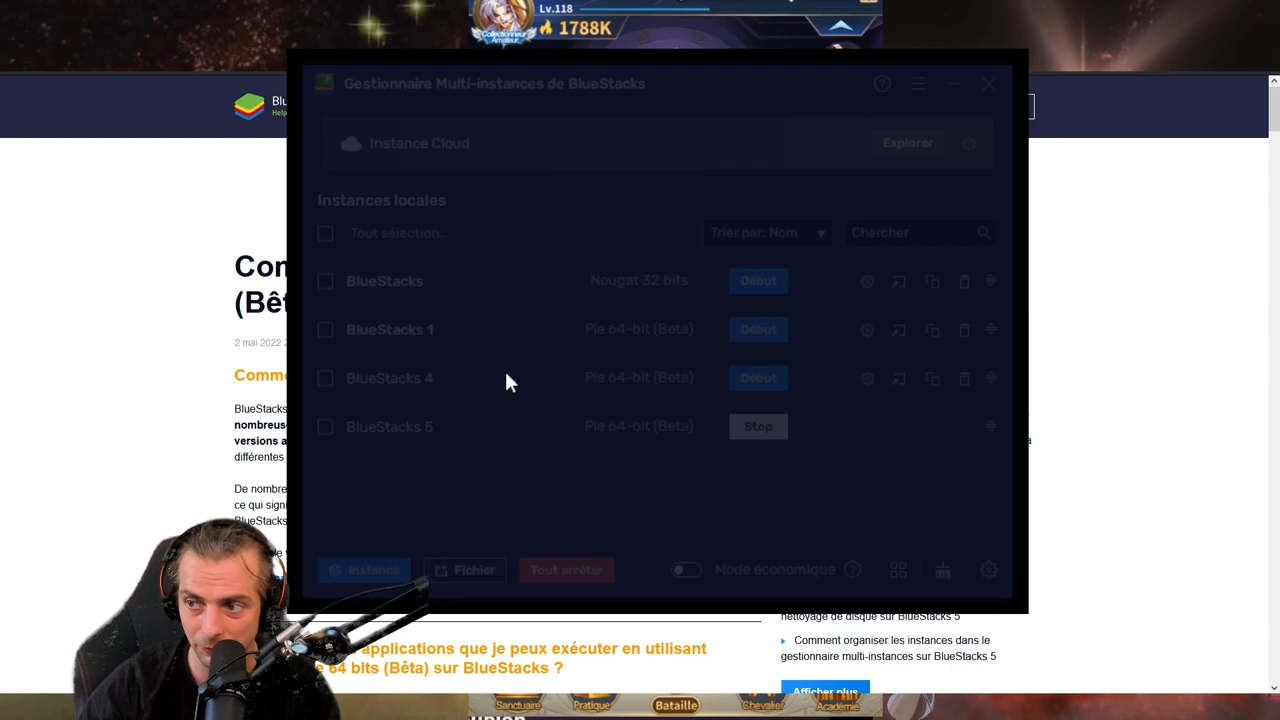 Lv.118
Collectionneur
Amateur
1788K
Gestionnaire Multi-instances de BlueStacks
Help
Instance Cloud
Explorer
Instances locales
Tout sélection...
Trier par: Nom
Chercher
BlueStacks
Nougat 32 bits
Début
BlueStacks 1
Pie 64-bit (Beta)
Début
BlueStacks 4
Pie 64-bit (Beta)
Début
BlueStacks 5
Pie 64-bit (Beta)
Stop
Instance
Fichier
Tout arrêter
Mode économique
(Bêt
2 mai 2022
BlueStacks
versions a
différentes
De nombre
ce qui signi
BlueStacks
nettoyage de disque sur BlueStacks 5
Comment organiser les instances dans le
gestionnaire multi-instances sur BlueStacks 5
Afficher plus
applications que je peux exécuter en utilisant
64 bits (Bêta) sur BlueStacks ?
Sanctuaire
Pratique
Bataille
Chevalier
Académie